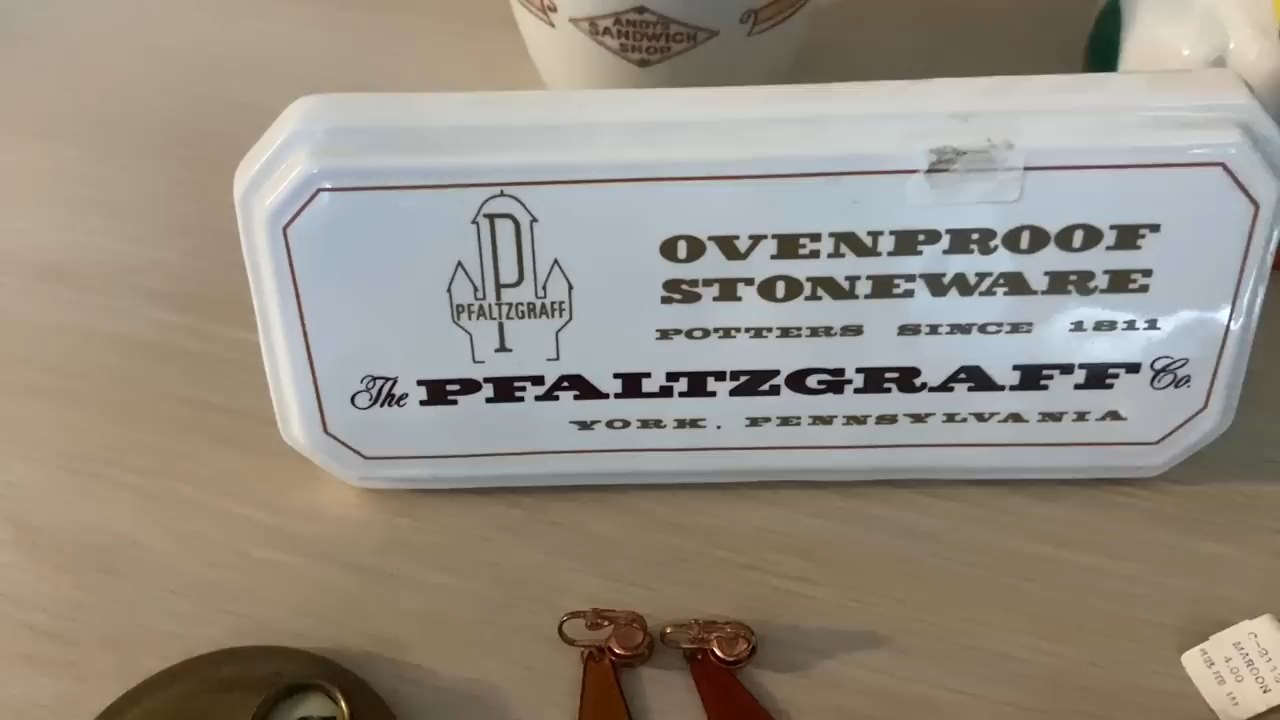 ANDY'S
SANDWICH
SHOP
P
PFALTZGRAFF
OVENPROOF
STONEWARE
POTTERS SINCE 1811
The PFALTZGRAFF Co.
YORK, PENNSYLVANIA
MAROON
4.00